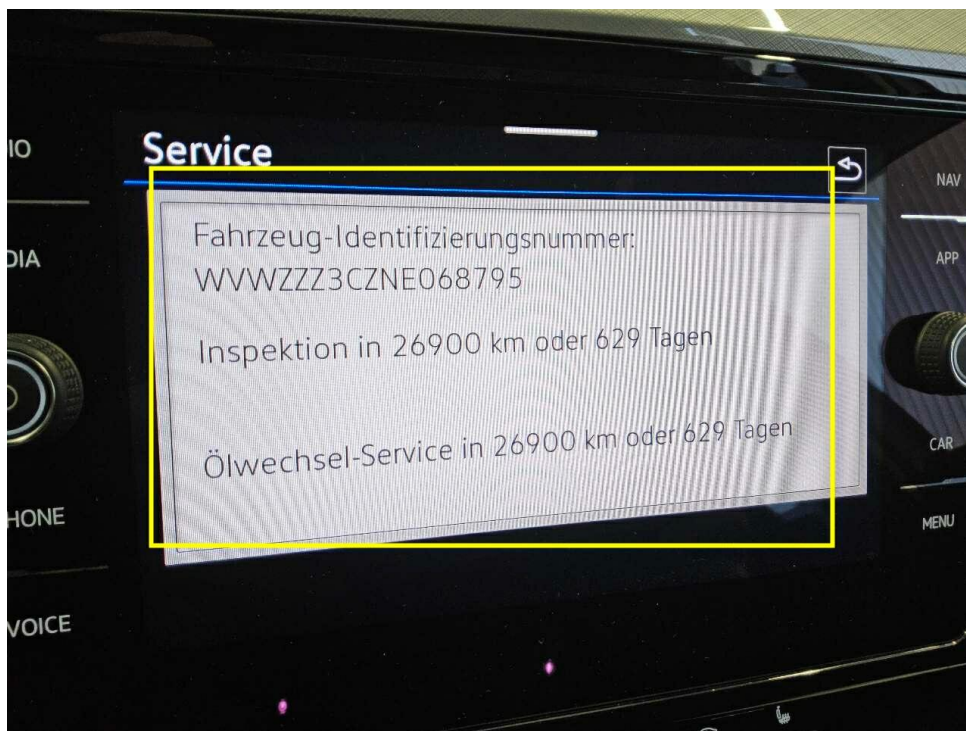 Service
Fahrzeug-Identifizierungsnummer:
WVWZZZ3CZNE068795
Inspektion in 26900 km oder 629 Tagen
Ölwechsel-Service in 26900 km oder 629 Tagen
IO
DIA
HONE
VOICE
NAV
APP
CAR
MENU